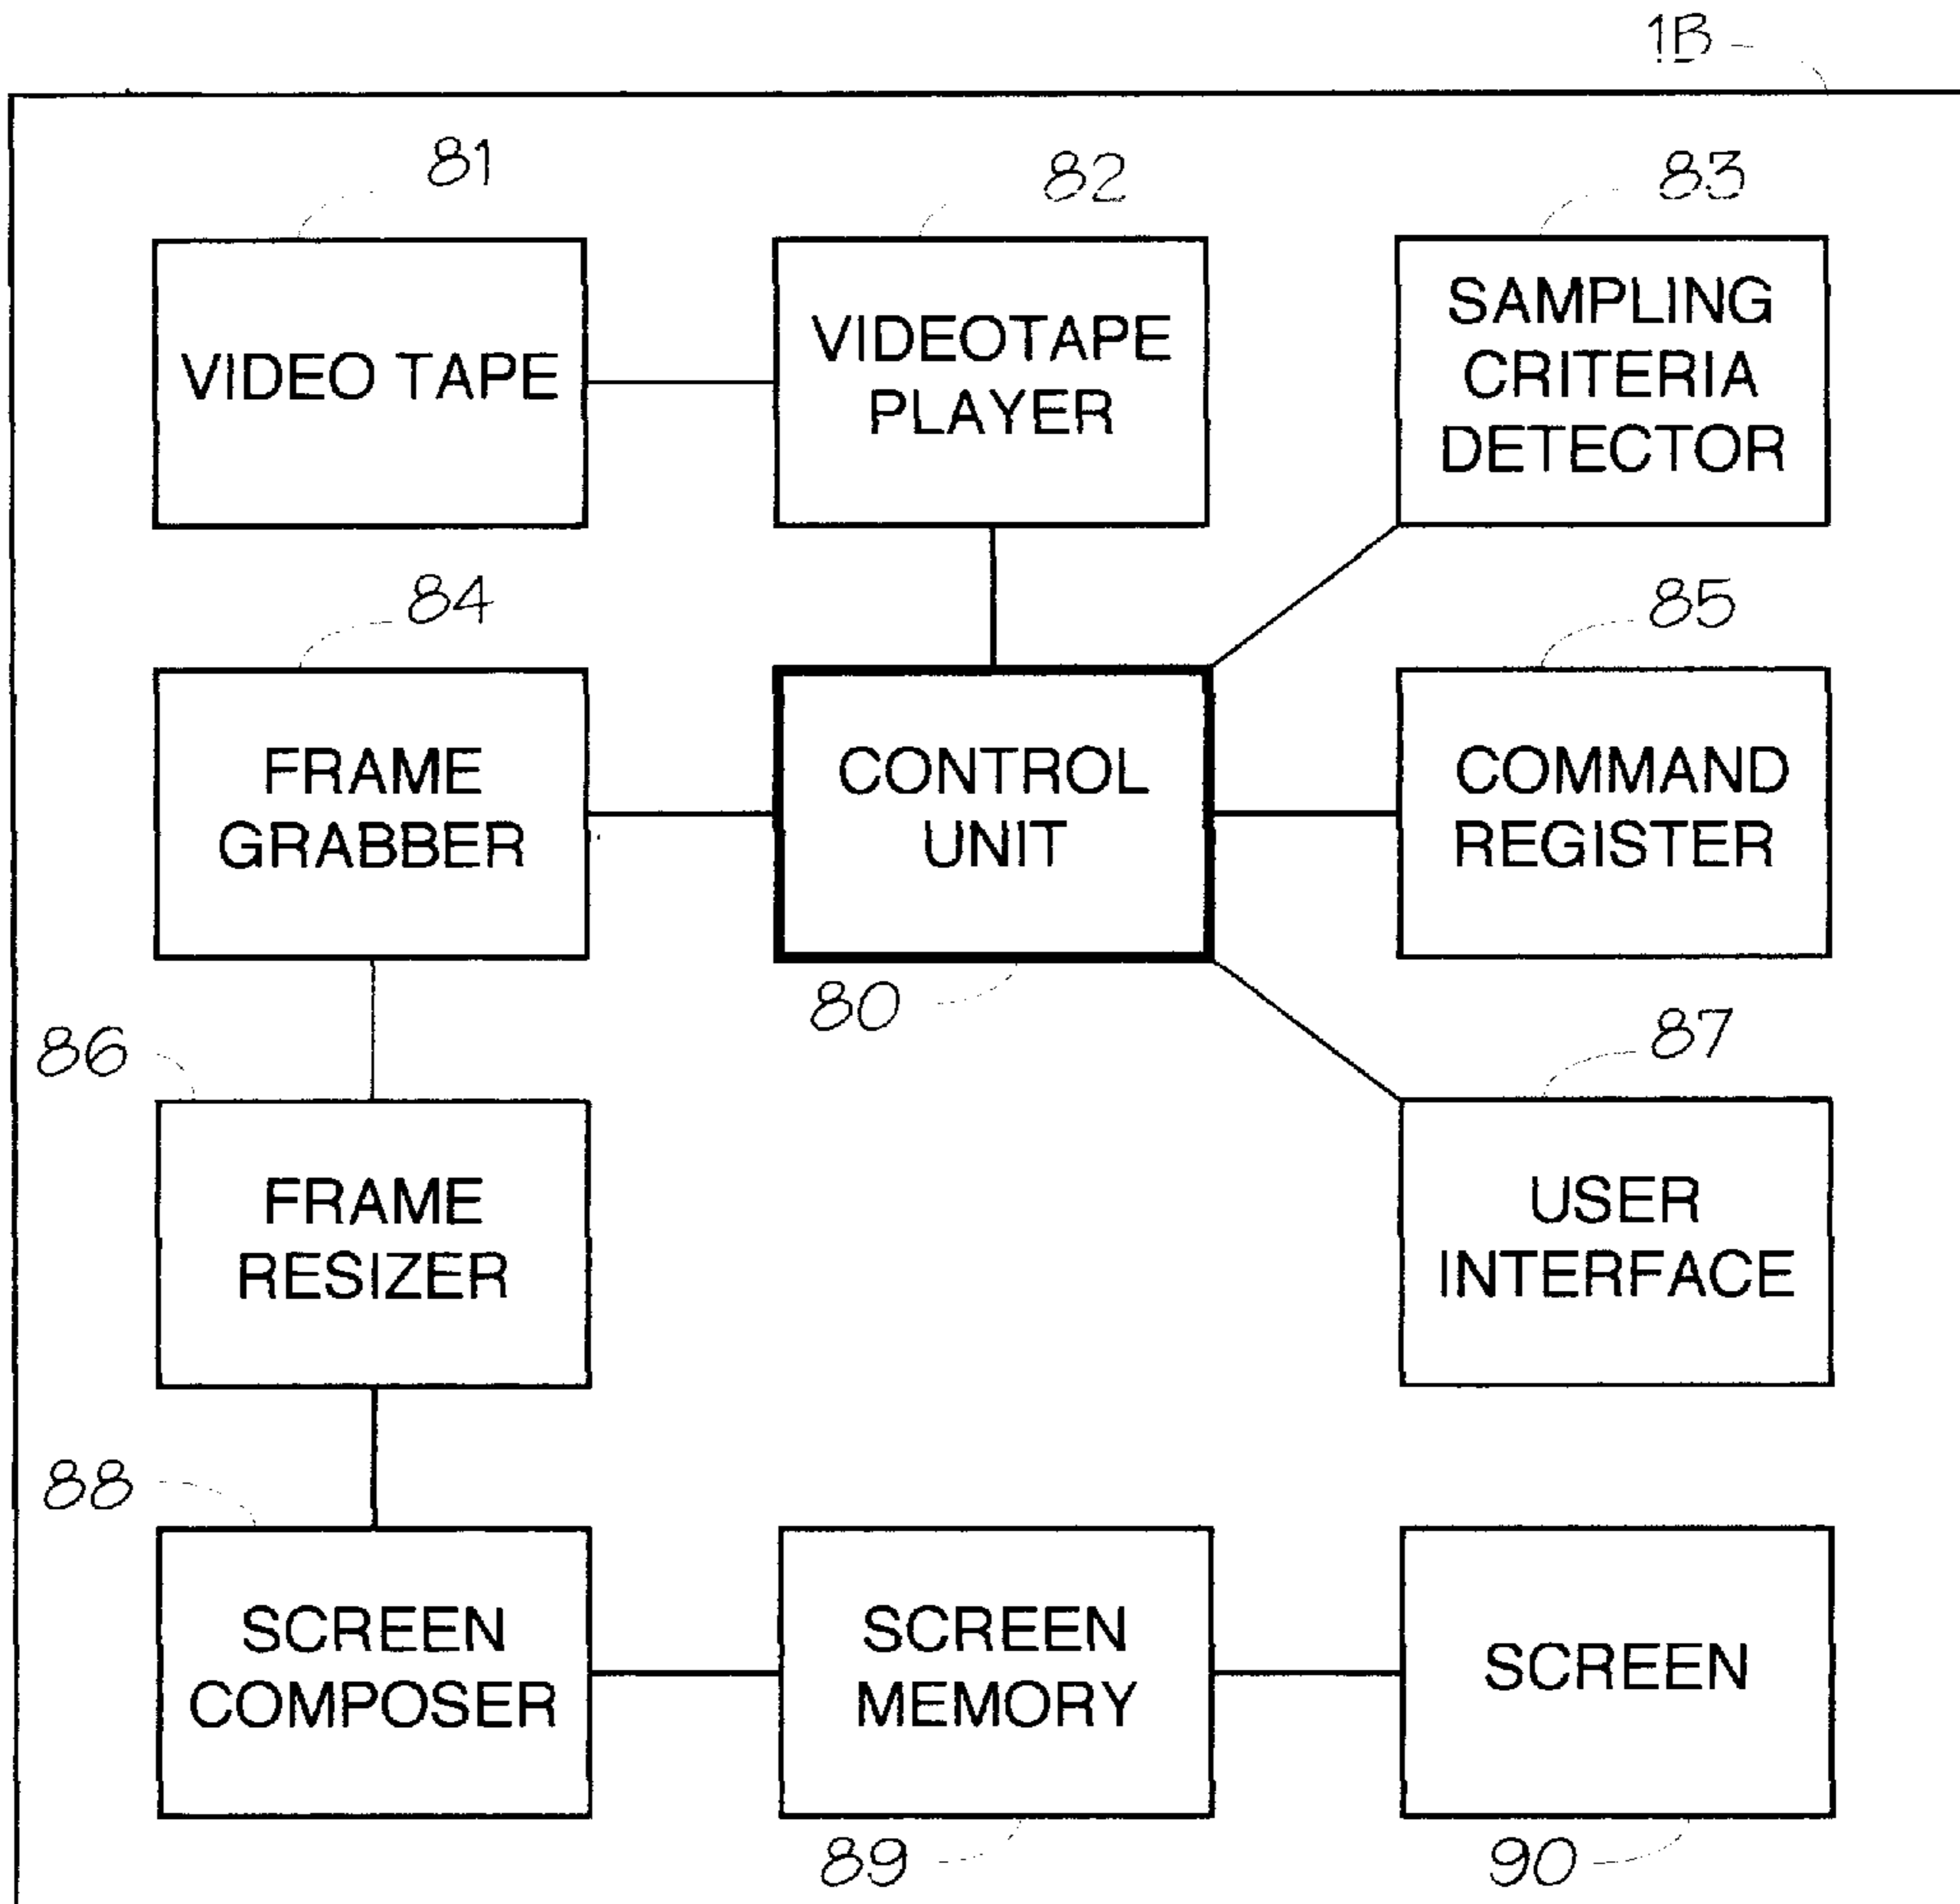 1B
81
82
83
VIDEO TAPE
VIDEOTAPE
PLAYER
SAMPLING
CRITERIA
DETECTOR
84
85
FRAME
GRABBER
CONTROL
UNIT
COMMAND
REGISTER
80
86
87
FRAME
RESIZER
USER
INTERFACE
88
SCREEN
COMPOSER
SCREEN
MEMORY
SCREEN
89
90